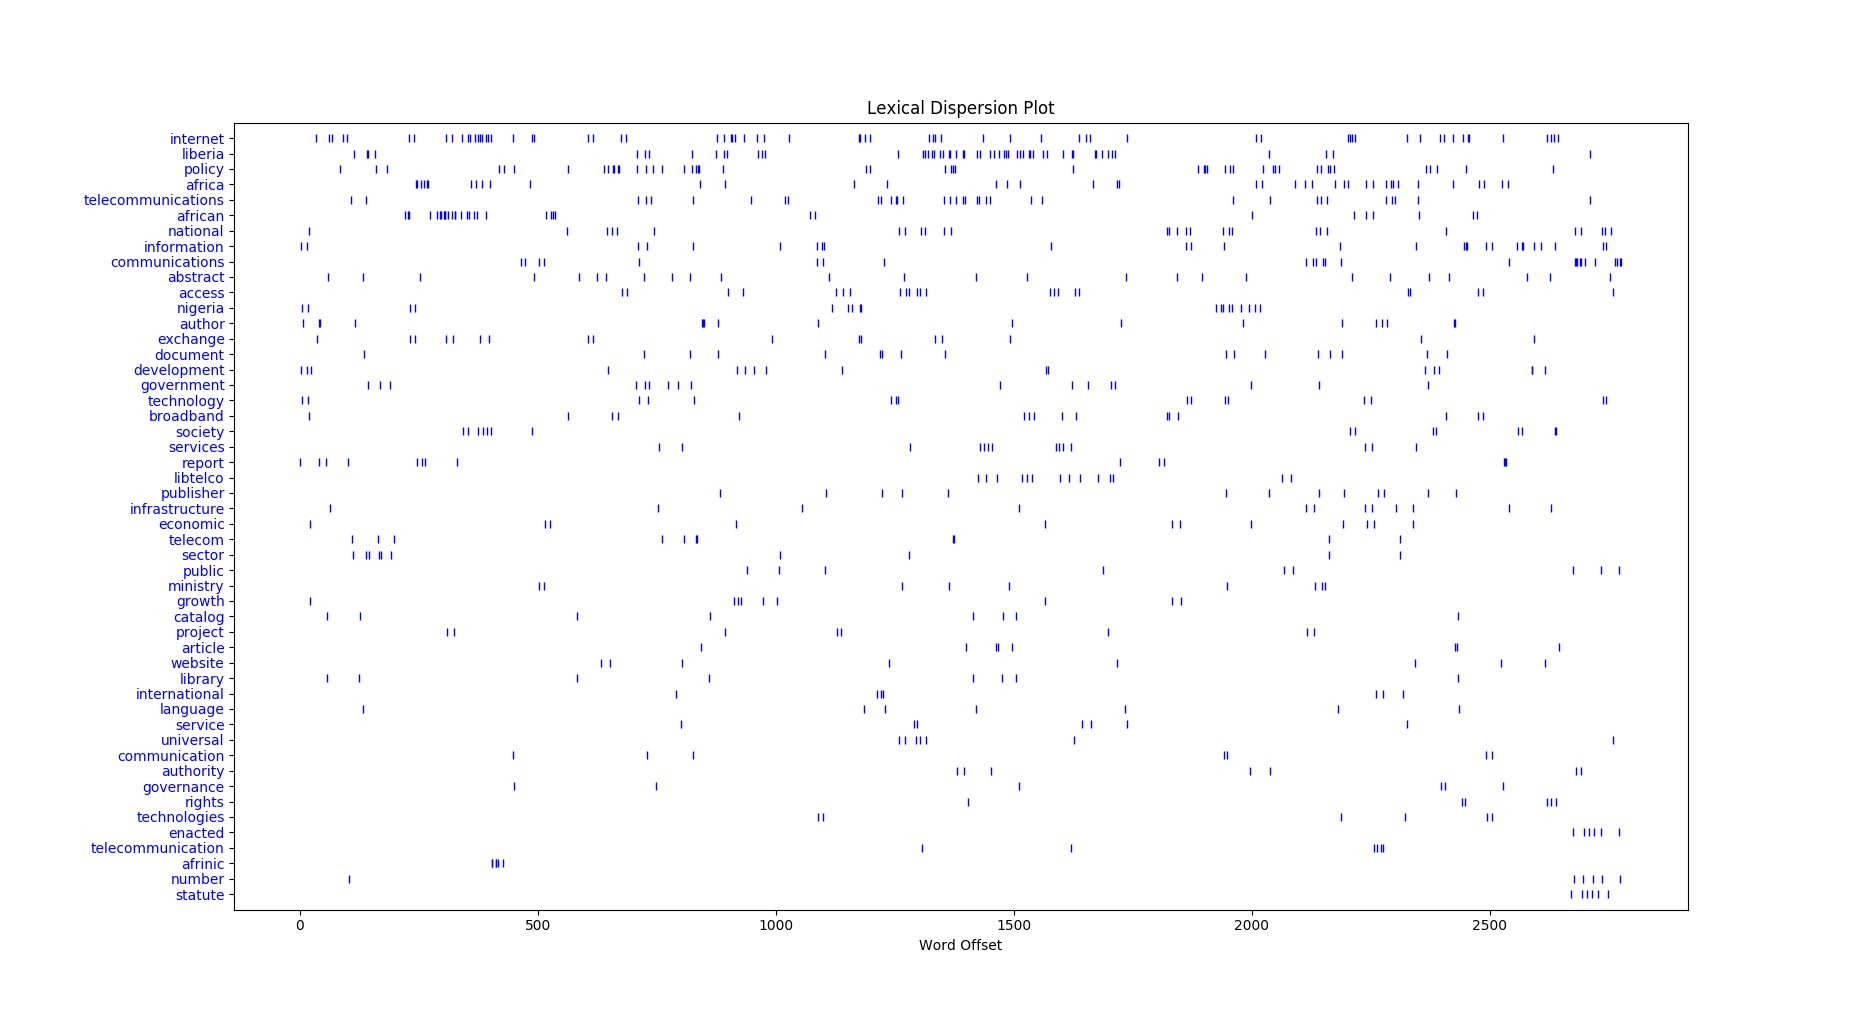 Lexical Dispersion Plot
internet
liberia
policy
africa
telecommunications
african
national
information
communications
abstract
access
nigeria
author
exchange
document
development
government
technology
broadband
society
services
report
libtelco
publisher
infrastructure
economic
telecom
sector
public
ministry
growth
catalog
project
article
website
library
international
language
service
universal
communication
authority
governance
rights
technologies
enacted
telecommunication
afrinic
number
statute
0 500 1000 1500 2000 2500
Word Offset